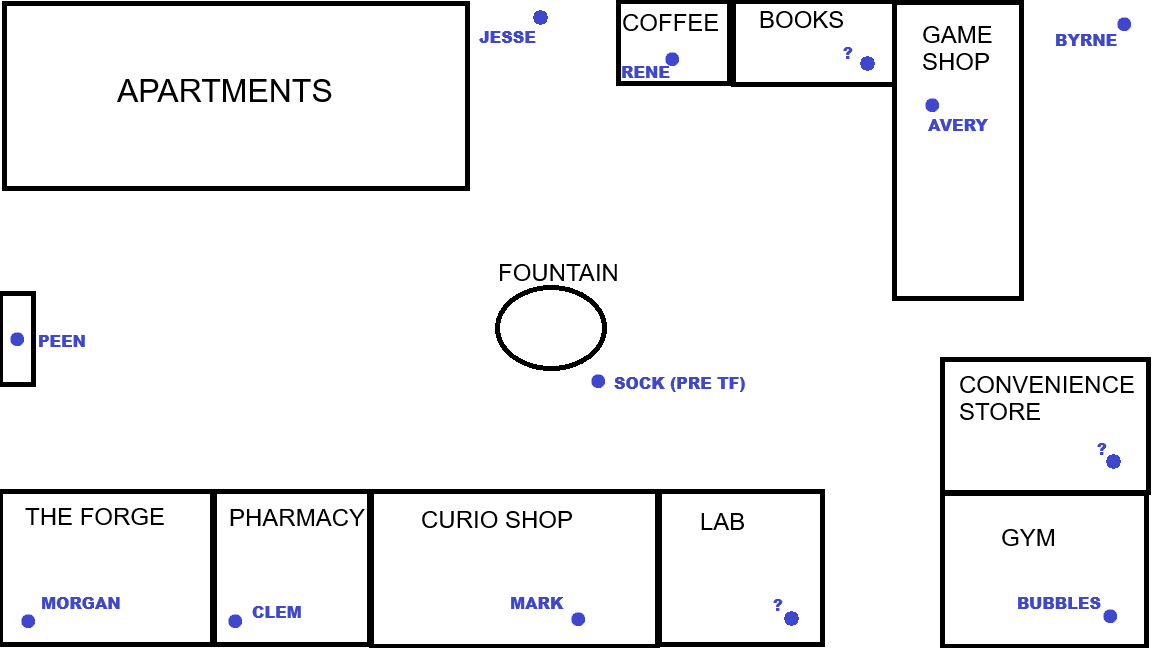 JESSE
COFFEE
BOOKS
BYRNE
GAME
SHOP
?
RENE
APARTMENTS
AVERY
FOUNTAIN
PEEN
SOCK (PRE TF)
CONVENIENCE
STORE
?
THE FORGE
PHARMACY
CURIO SHOP
LAB
GYM
MORGAN
CLEM
MARK
?
BUBBLES